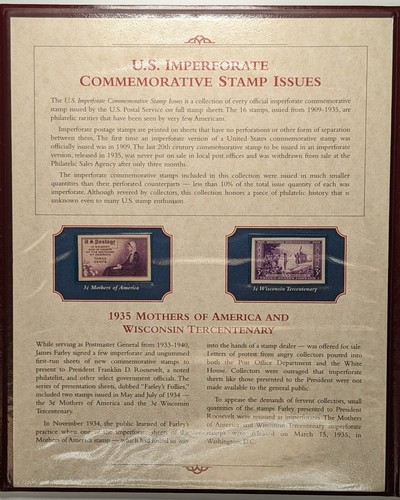 U.S. IMPERFORATE
COMMEMORATIVE STAMP ISSUES
The U.S. Imperforate Commemorative Stamp Issues is a collection of every official imperforate commemorative
stamp issued by the U.S. Postal Service on full stamp sheets. The 16 stamps, issued from 1909-1935, are
philatelic rarities that have been seen by very few Americans.
Imperforate postage stamps are printed on sheets that have no perforations or other form of separation
between them. The first time an imperforate version of a United States commemorative stamp was
officially issued was in 1909. The last 20th century commemorative stamp to be issued in an imperforate
version, released in 1935, was never put on sale in local post offices and was withdrawn from sale at the
Philatelic Sales Agency after only three months.
The imperforate commemorative stamps included in this collection were issued in much smaller
quantities than their perforated counterparts — less than 10% of the total issue quantity of each was
imperforate. Although revered by collectors, this collection honors a piece of philatelic history that is
unknown even to many U.S. stamp enthusiasts.
U S Postage
IN MEMORY
AND IN HONOR
OF THE MOTHERS
OF AMERICA
THREE
CENTS
3¢ Mothers of America
3¢ Wisconsin Tercentenary
1935 MOTHERS OF AMERICA AND
WISCONSIN TERCENTENARY
While serving as Postmaster General from 1933-1940,
James Farley signed a few imperforate and ungummed
first-run sheets of new commemorative stamps to
present to President Franklin D. Roosevelt, a noted
philatelist, and other select government officials. The
series of presentation sheets, dubbed "Farley's Follies,"
included two stamps issued in May and July of 1934 —
the 3¢ Mothers of America and the 3¢ Wisconsin
Tercentenary.
In November 1934, the public learned of Farley's
practice when one of the imperforate sheets of the
Mothers of America stamp — which had found its way
into the hands of a stamp dealer — was offered for sale.
Letters of protest from angry collectors poured into
both the Post Office Department and the White
House. Collectors were outraged that imperforate
sheets like those presented to the President were not
made available to the general public.
To appease the demands of fervent collectors, small
quantities of the stamps Farley presented to President
Roosevelt were reissued as imperforates. The Mothers
of America and Wisconsin Tercentenary imperforate
stamps were released on March 15, 1935, in
Washington, D.C.